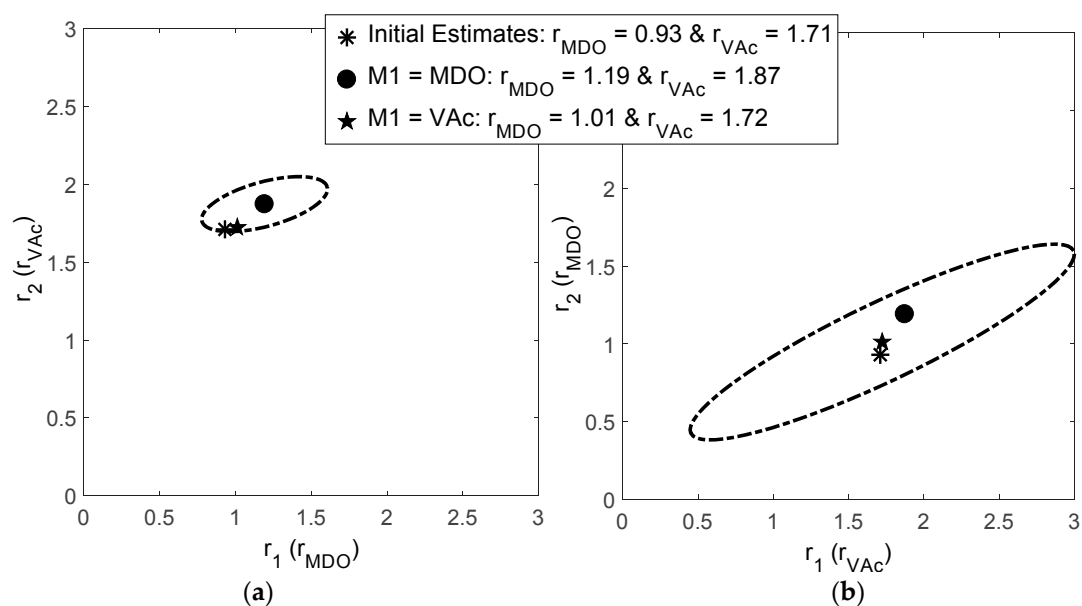 Initial Estimates: r_MDO = 0.93 & r_VAc = 1.71
M1 = MDO: r_MDO = 1.19 & r_VAc = 1.87
M1 = VAc: r_MDO = 1.01 & r_VAc = 1.72
3
2.5
2
1.5
1
0.5
0
r_2 (r_VAc)
0 0.5 1 1.5 2 2.5 3
r_1 (r_MDO)
(a)
3
2
1.5
1
0.5
0
r_2 (r_MDO)
0 0.5 1 1.5 2 2.5 3
r_1 (r_VAc)
(b)